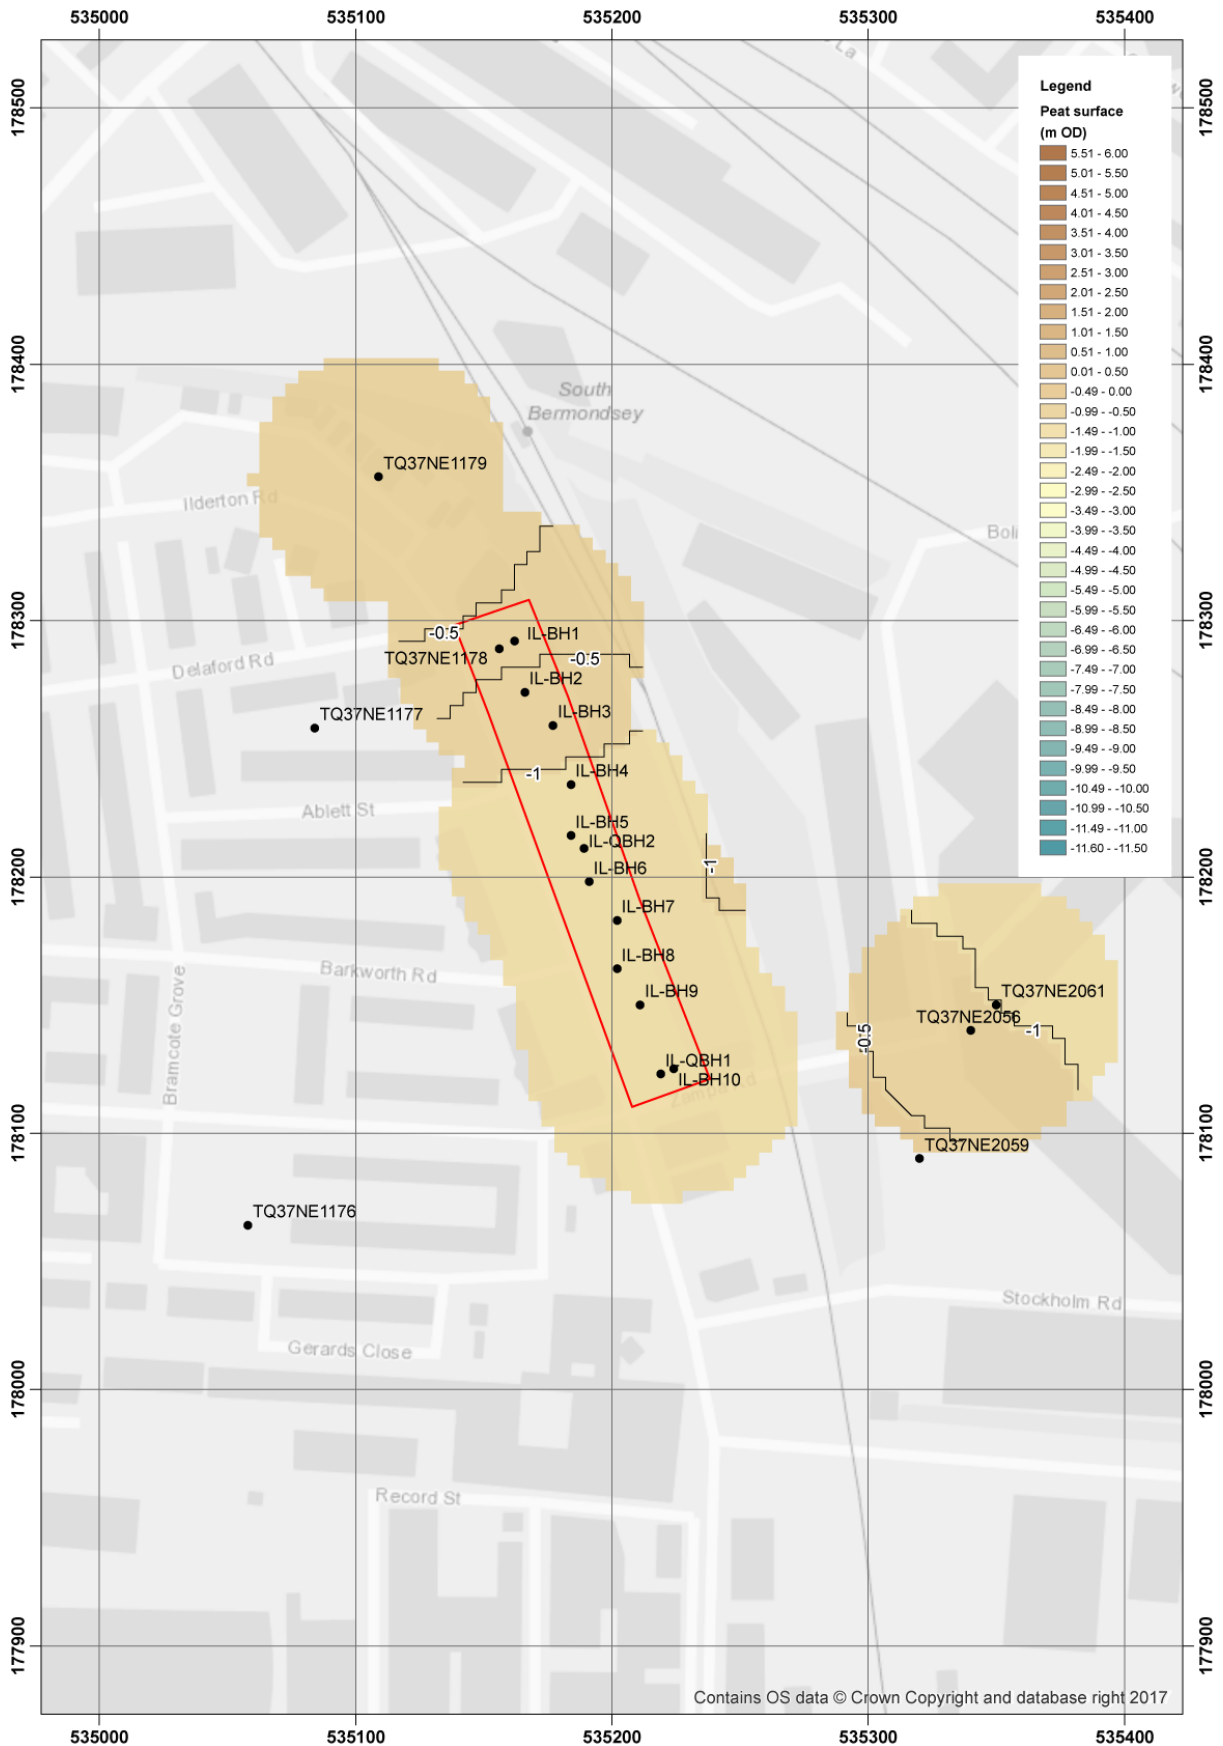 535000 535100 535200 535300 535400
La
178500 178500
Legend
Peat surface
(m OD)
5.51 - 6.00
5.01 - 5.50
4.51 - 5.00
4.01 - 4.50
3.51 - 4.00
3.01 - 3.50
2.51 - 3.00
2.01 - 2.50
1.51 - 2.00
1.01 - 1.50
0.51 - 1.00
0.01 - 0.50
-0.49 - 0.00
-0.99 - -0.50
-1.49 - -1.00
-1.99 - -1.50
-2.49 - -2.00
-2.99 - -2.50
-3.49 - -3.00
-3.99 - -3.50
-4.49 - -4.00
-4.99 - -4.50
-5.49 - -5.00
-5.99 - -5.50
-6.49 - -6.00
-6.99 - -6.50
-7.49 - -7.00
-7.99 - -7.50
-8.49 - -8.00
-8.99 - -8.50
-9.49 - -9.00
-9.99 - -9.50
-10.49 - -10.00
-10.99 - -10.50
-11.49 - -11.00
-11.60 - -11.50
178400 178400
South
Bermondsey
TQ37NE1179
Ilderton Rd
Boli
178300 178300
-0.5
IL-BH1
TQ37NE1178
-0.5
Delaford Rd
IL-BH2
TQ37NE1177
IL-BH3
-1
IL-BH4
Ablett St
IL-BH5
IL-QBH2
-1
IL-BH6
178200 178200
IL-BH7
Barkworth Rd
IL-BH8
IL-BH9
TQ37NE2061
TQ37NE2056
-1
-0.5
Bramcote Grove
IL-QBH1
IL-BH10
Zampa Rd
178100 178100
TQ37NE2059
TQ37NE1176
Stockholm Rd
Gerards Close
178000 178000
Record St
177900 177900
Contains OS data © Crown Copyright and database right 2017
535000 535100 535200 535300 535400